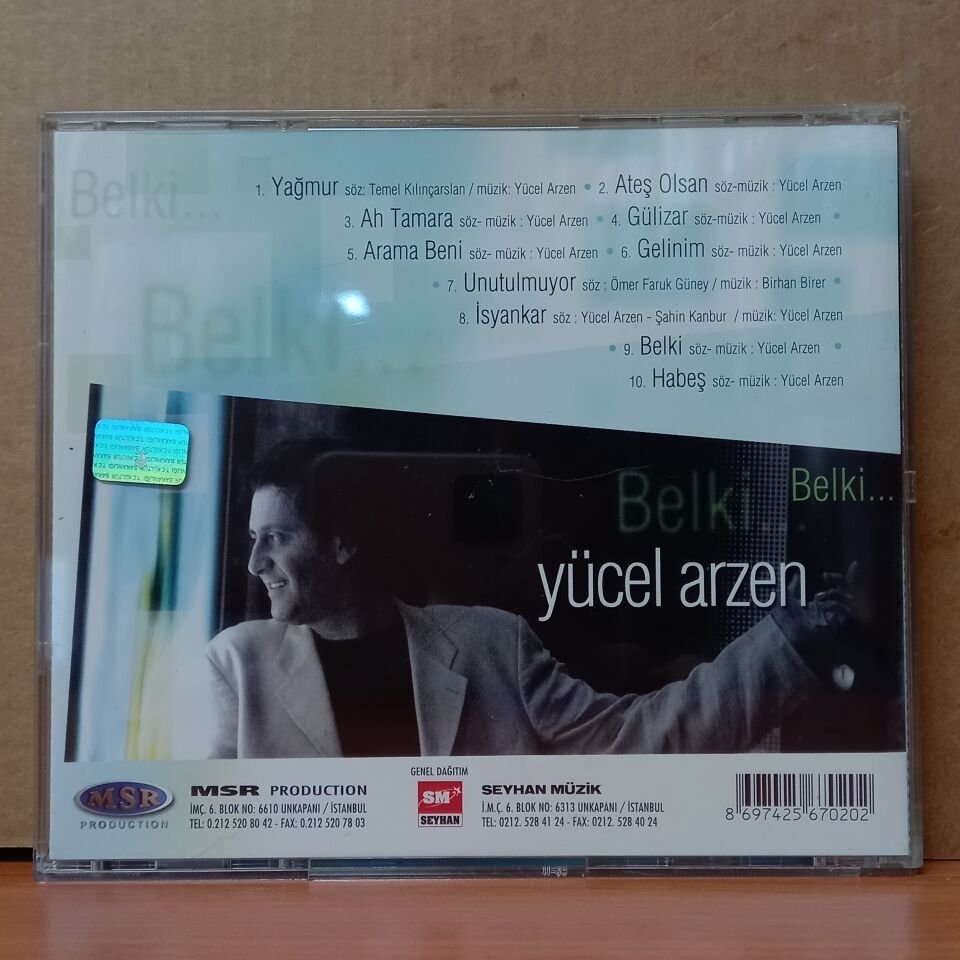 Belki...
1. Yağmur söz: Temel Kılınçarslan / müzik: Yücel Arzen • 2. Ateş Olsan söz-müzik : Yücel Arzen
3. Ah Tamara söz- müzik : Yücel Arzen • 4. Gülizar söz-müzik : Yücel Arzen •
5. Arama Beni söz- müzik : Yücel Arzen • 6. Gelinim söz- müzik : Yücel Arzen
• 7. Unutulmuyor söz : Ömer Faruk Güney / müzik : Birhan Birer •
8. İsyankar söz : Yücel Arzen - Şahin Kanbur / müzik: Yücel Arzen
• 9. Belki söz- müzik : Yücel Arzen •
10. Habeş söz- müzik : Yücel Arzen
Belki...
Belki...
Belki...
yücel arzen
MSR
PRODUCTION
MSR PRODUCTION
İMÇ. 6. BLOK NO: 6610 UNKAPANI / İSTANBUL
TEL: 0.212 520 80 42 - FAX: 0.212 520 78 03
GENEL DAĞITIM
SM
SEYHAN
SEYHAN MÜZİK
İ.M.Ç. 6. BLOK NO: 6313 UNKAPANI / İSTANBUL
TEL: 0212. 528 41 24 - FAX: 0212. 528 40 24
8 697425 670202